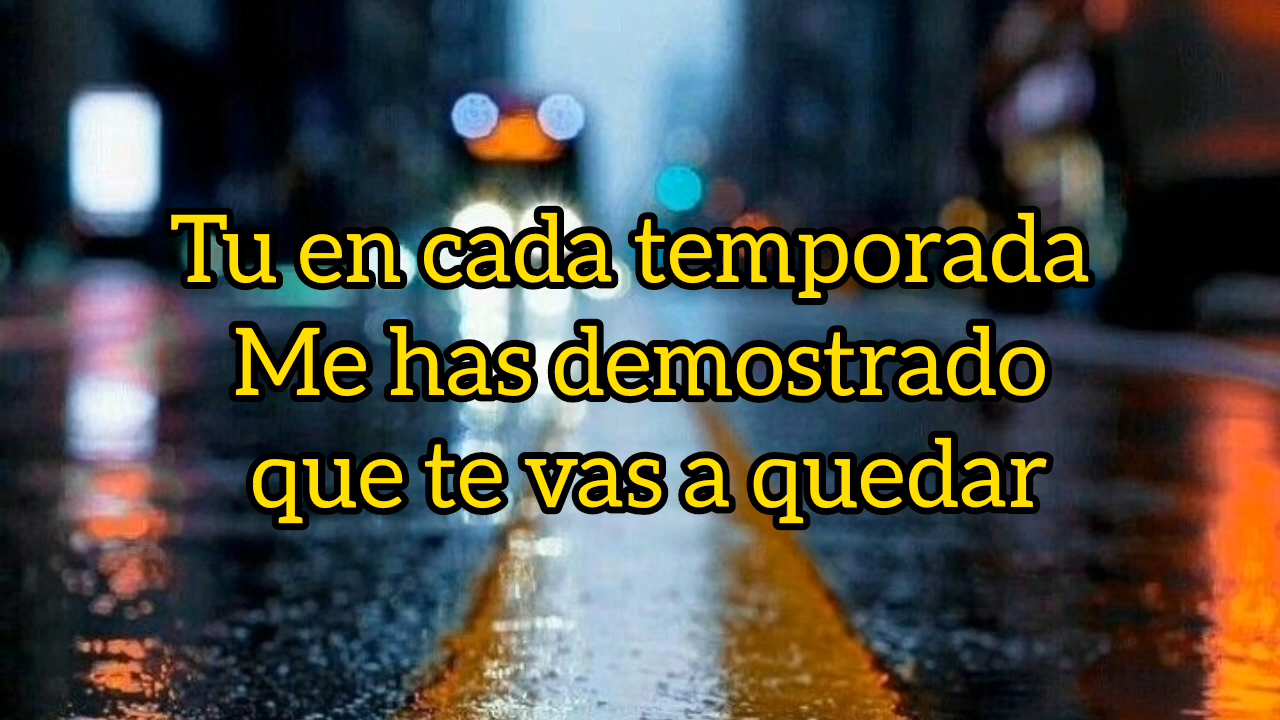 Tu en cada temporada
Me has demostrado
que te vas a quedar